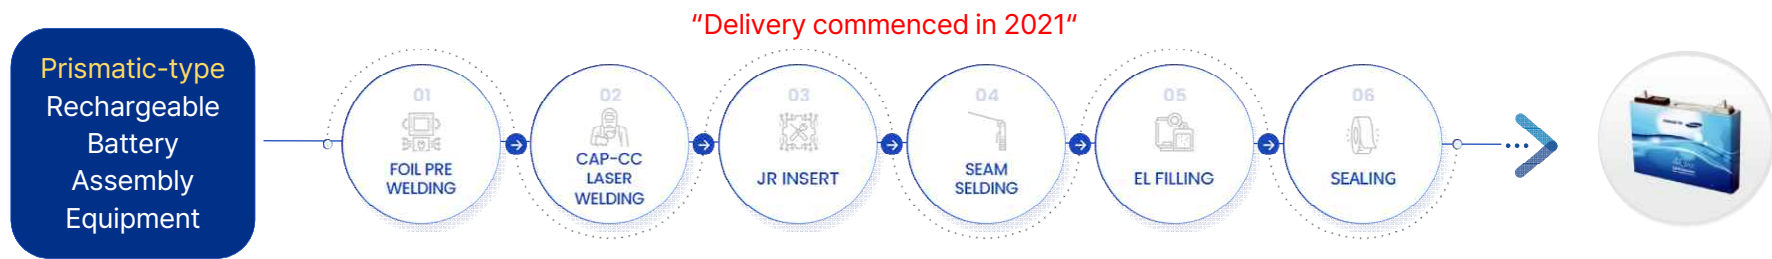 “Delivery commenced in 2021“
Prismatic-type
Rechargeable
Battery
Assembly
Equipment
01
FOIL PRE
WELDING
02
CAP-CC
LASER
WELDING
03
JR INSERT
04
SEAM
SELDING
05
EL FILLING
06
SEALING